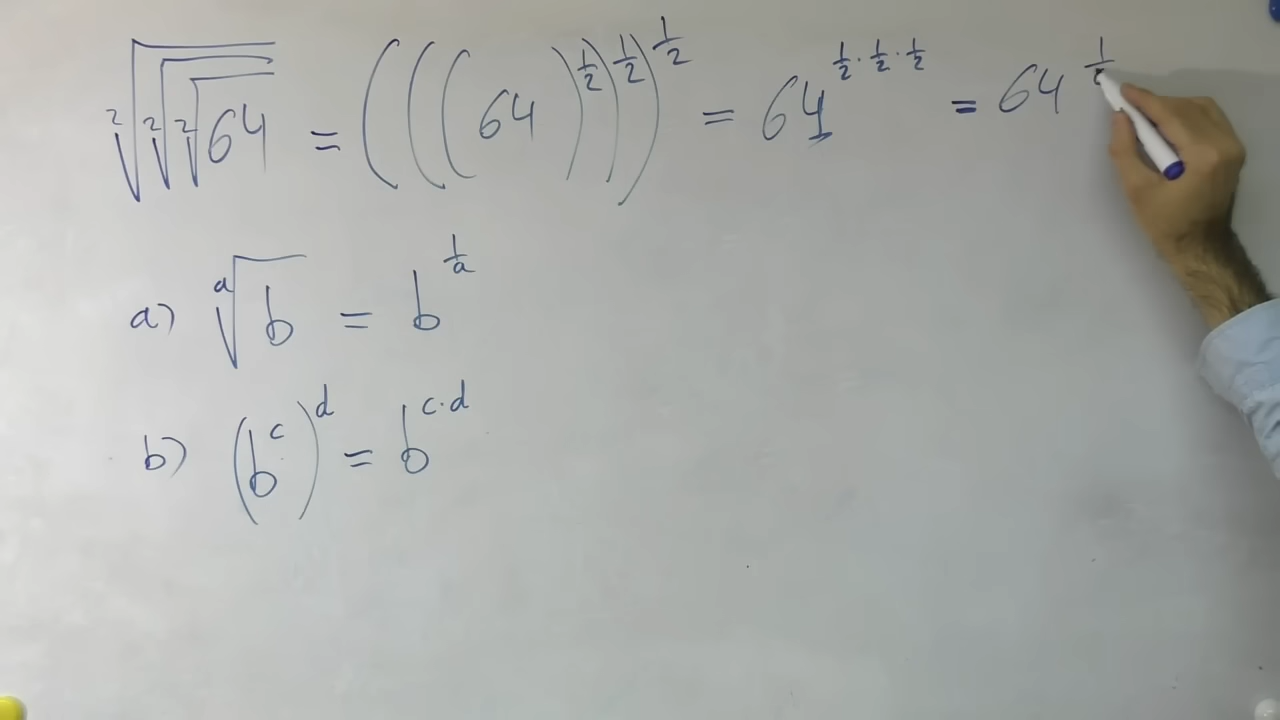 ²√²√²√64 = (((64)^½)^½)^½ = 64^(½·½·½) = 64^1/
a) ᵃ√b = b^(1/a)
b) (b^c)^d = b^(c·d)